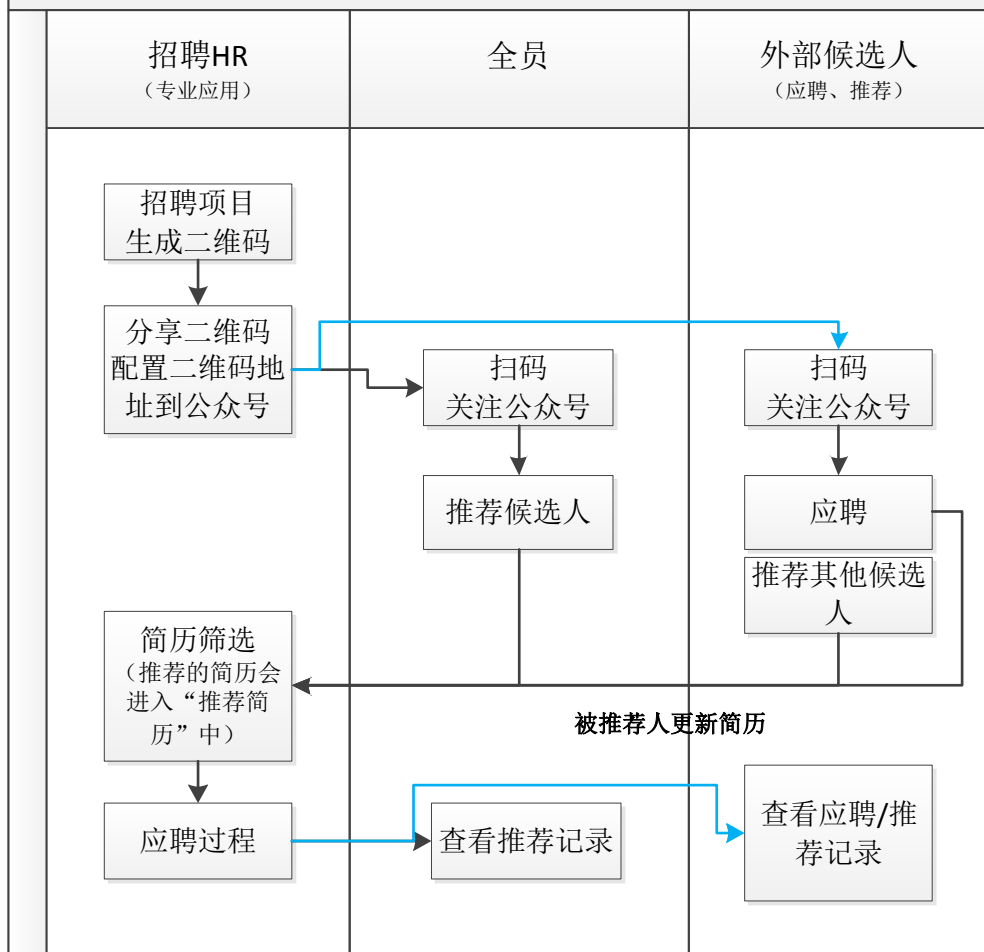 招聘HR
（专业应用）
全员
外部候选人
（应聘、推荐）
招聘项目
生成二维码
分享二维码
配置二维码地
址到公众号
扫码
关注公众号
扫码
关注公众号
推荐候选人
应聘
推荐其他候选
人
简历筛选
（推荐的简历会
进入“推荐简
历”中）
被推荐人更新简历
应聘过程
查看推荐记录
查看应聘/推
荐记录